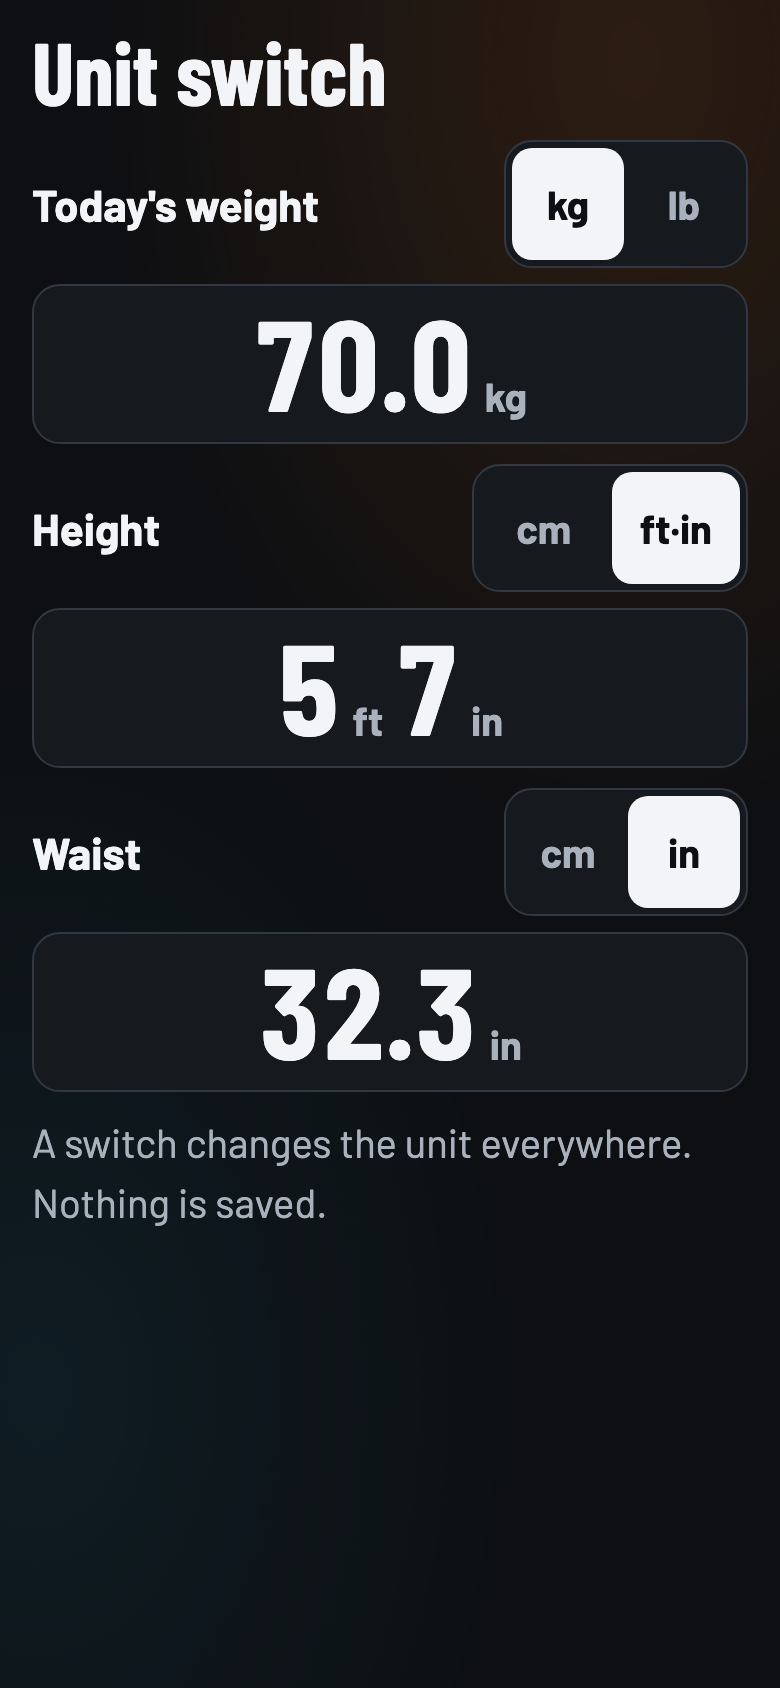 Unit switch
Today's weight
kg lb
70.0 kg
Height
cm ft·in
5 ft 7 in
Waist
cm in
32.3 in
A switch changes the unit everywhere.
Nothing is saved.